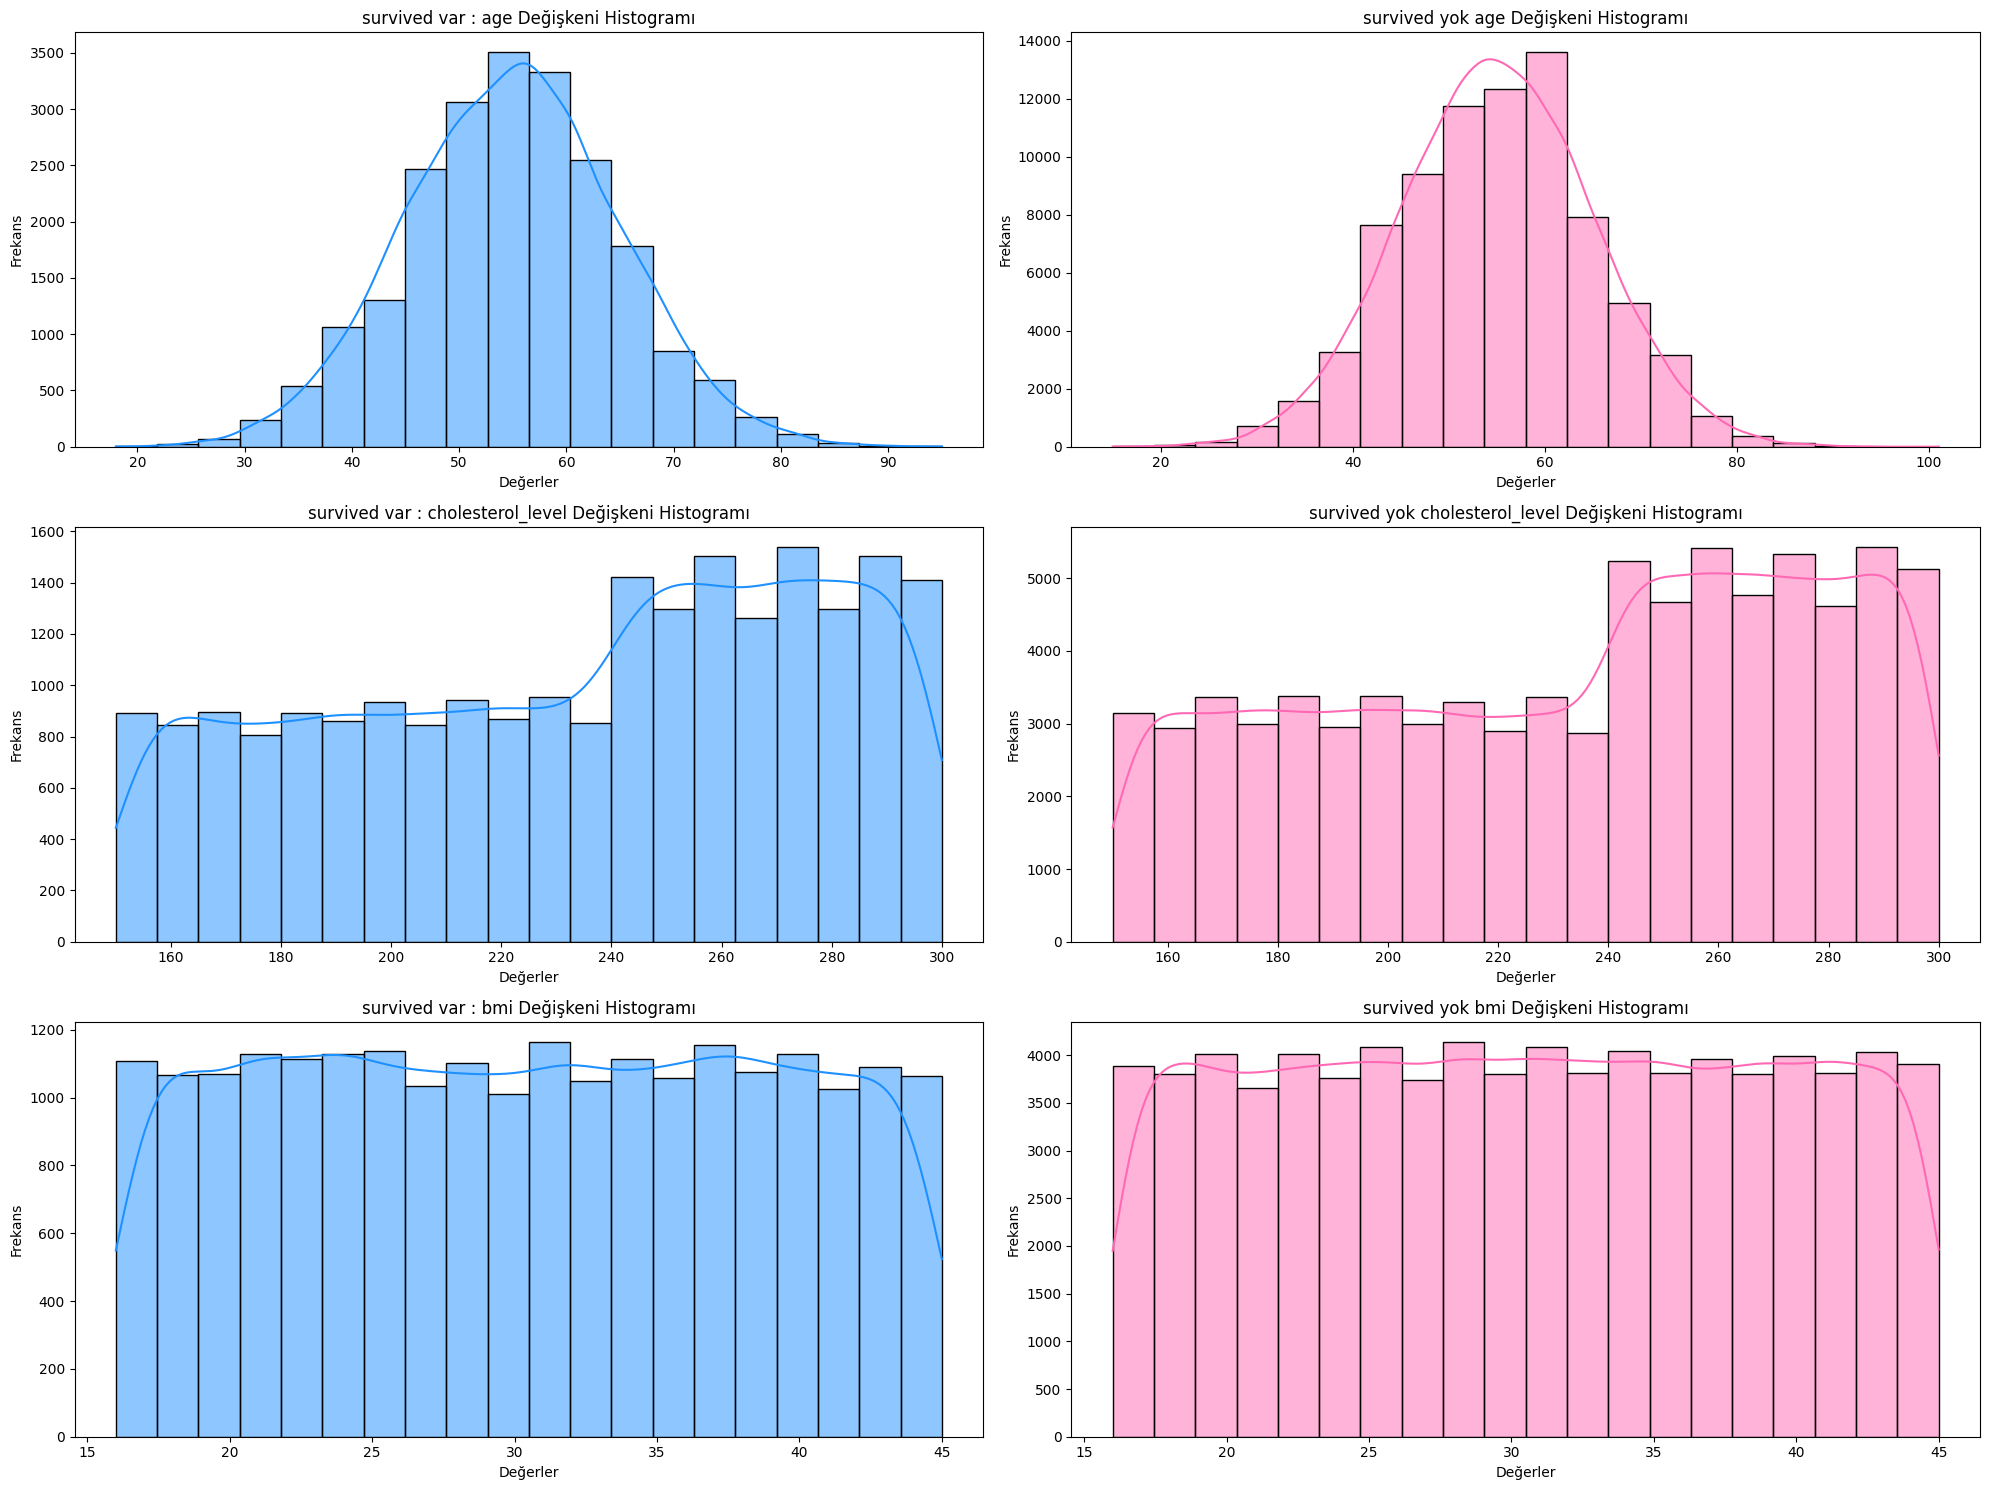 survived var : age Değişkeni Histogramı
3500
3000
2500
2000
1500
1000
500
0
Frekans
20 30 40 50 60 70 80 90
Değerler
survived yok age Değişkeni Histogramı
14000
12000
10000
8000
6000
4000
2000
0
Frekans
20 40 60 80 100
Değerler
survived var : cholesterol_level Değişkeni Histogramı
1600
1400
1200
1000
800
600
400
200
0
Frekans
160 180 200 220 240 260 280 300
Değerler
survived yok cholesterol_level Değişkeni Histogramı
5000
4000
3000
2000
1000
0
Frekans
160 180 200 220 240 260 280 300
Değerler
survived var : bmi Değişkeni Histogramı
1200
1000
800
600
400
200
0
Frekans
15 20 25 30 35 40 45
Değerler
survived yok bmi Değişkeni Histogramı
4000
3500
3000
2500
2000
1500
1000
500
0
Frekans
15 20 25 30 35 40 45
Değerler